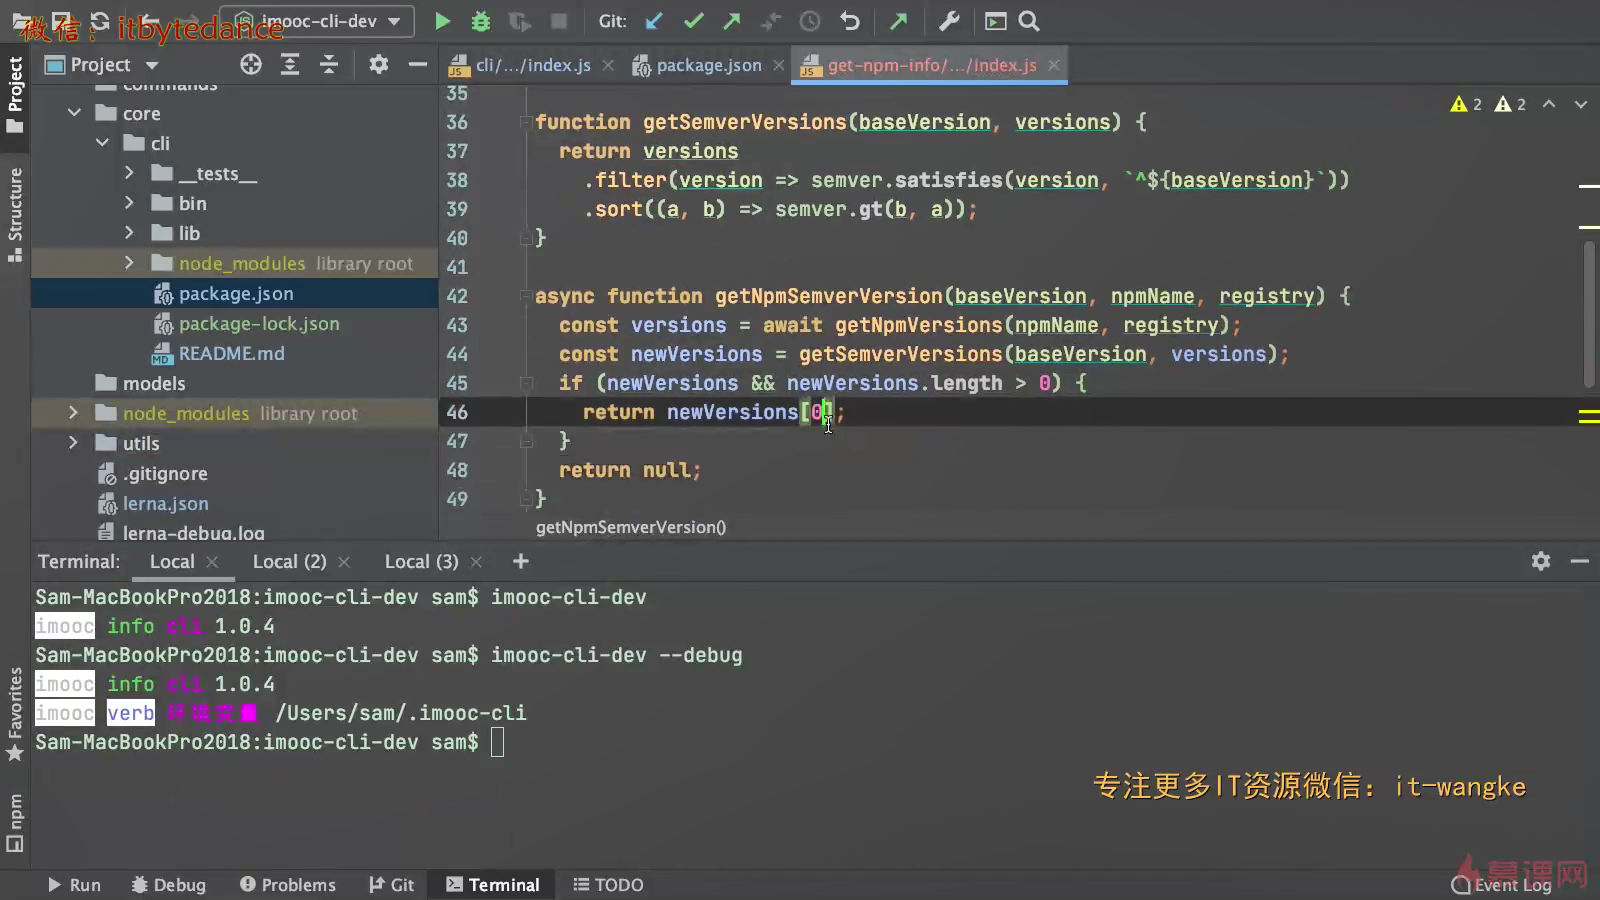 imooc-cli-dev
Git:
微信：itbytedance
Project
cli/.../index.js
package.json
get-npm-info/.../index.js
Project
Structure
Favorites
npm
commands
core
cli
__tests__
bin
lib
node_modules library root
package.json
package-lock.json
README.md
models
node_modules library root
utils
.gitignore
lerna.json
lerna-debug.log
2 2
35
36 function getSemverVersions(baseVersion, versions) {
37 return versions
38 .filter(version => semver.satisfies(version, `^${baseVersion}`))
39 .sort((a, b) => semver.gt(b, a));
40 }
41
42 async function getNpmSemverVersion(baseVersion, npmName, registry) {
43 const versions = await getNpmVersions(npmName, registry);
44 const newVersions = getSemverVersions(baseVersion, versions);
45 if (newVersions && newVersions.length > 0) {
46 return newVersions[0];
47 }
48 return null;
49 }
getNpmSemverVersion()
Terminal: Local Local (2) Local (3)
Sam-MacBookPro2018:imooc-cli-dev sam$ imooc-cli-dev
imooc info cli 1.0.4
Sam-MacBookPro2018:imooc-cli-dev sam$ imooc-cli-dev --debug
imooc info cli 1.0.4
imooc verb 环境变量 /Users/sam/.imooc-cli
Sam-MacBookPro2018:imooc-cli-dev sam$
专注更多IT资源微信：it-wangke
慕课网
Run Debug Problems Git Terminal TODO Event Log